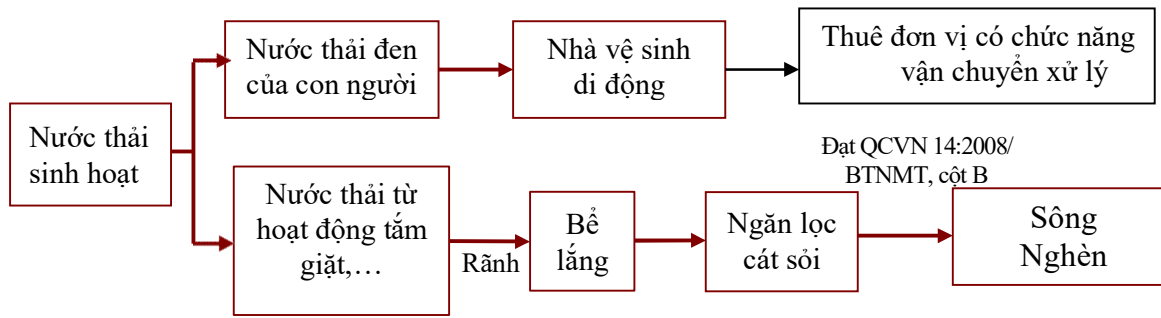 Nước thải đen
của con người
Nhà vệ sinh
di động
Thuê đơn vị có chức năng
vận chuyển xử lý
Nước thải
sinh hoạt
Nước thải từ
hoạt động tắm
giặt,…
Rãnh
Bể
lắng
Ngăn lọc
cát sỏi
Đạt QCVN 14:2008/
BTNMT, cột B
Sông
Nghèn